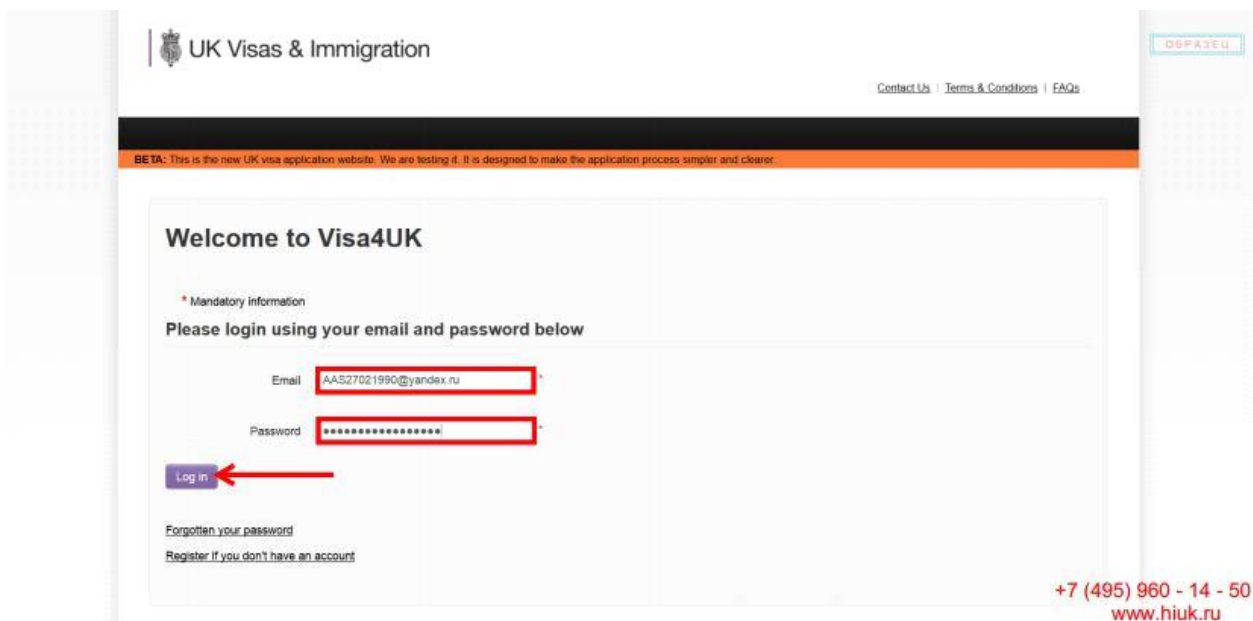 UK Visas & Immigration
ОБРАЗЕЦ
Contact Us | Terms & Conditions | FAQs
BETA: This is the new UK visa application website. We are testing it. It is designed to make the application process simpler and clearer.
Welcome to Visa4UK
* Mandatory information
Please login using your email and password below
Email AAS27021990@yandex.ru *
Password ••••••••••••••••• *
Log in
Forgotten your password
Register if you don't have an account
+7 (495) 960 - 14 - 50
www.hiuk.ru